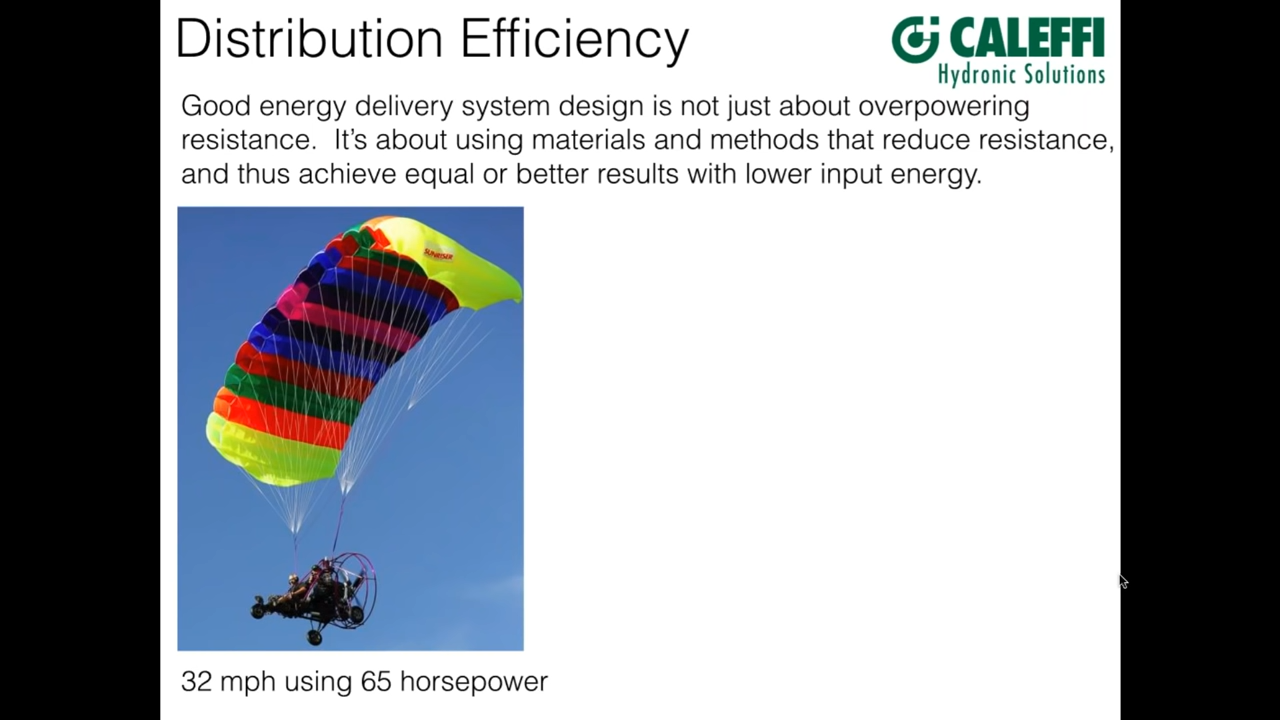 Distribution Efficiency
CALEFFI
Hydronic Solutions
Good energy delivery system design is not just about overpowering
resistance. It's about using materials and methods that reduce resistance,
and thus achieve equal or better results with lower input energy.
SUNRISER
32 mph using 65 horsepower